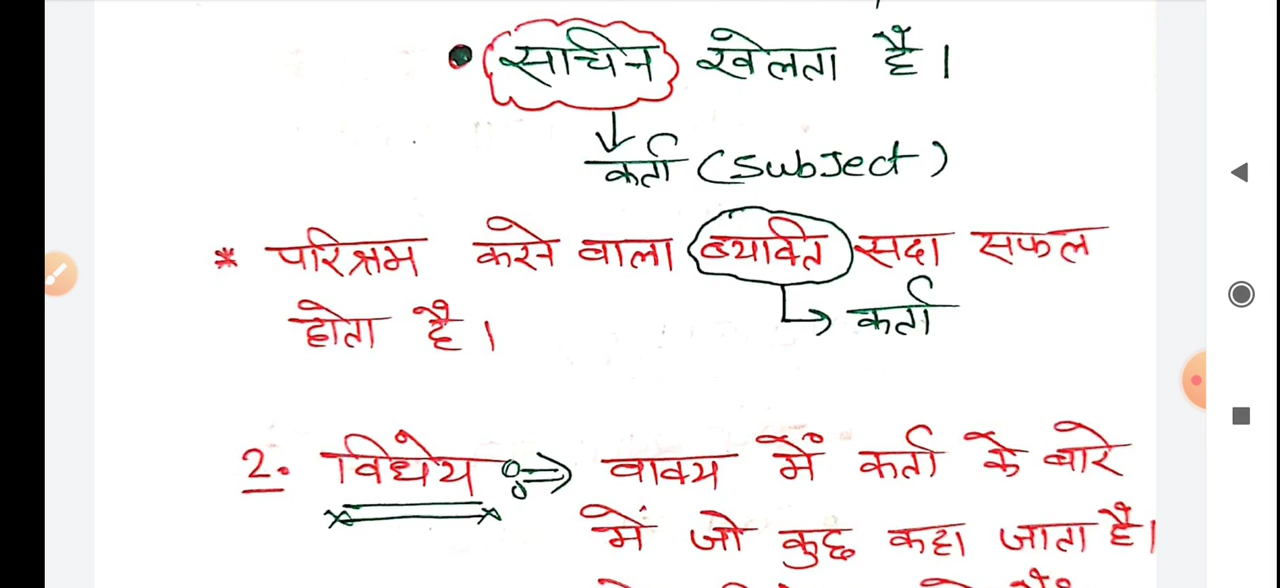 • सचिन खेलता है।
कर्ता (Subject)
* परिश्रम करने वाला व्यक्ति सदा सफल
होता है।
कर्ता
2. विधेय :⇒ वाक्य में कर्ता के बारे
में जो कुछ कहा जाता है।